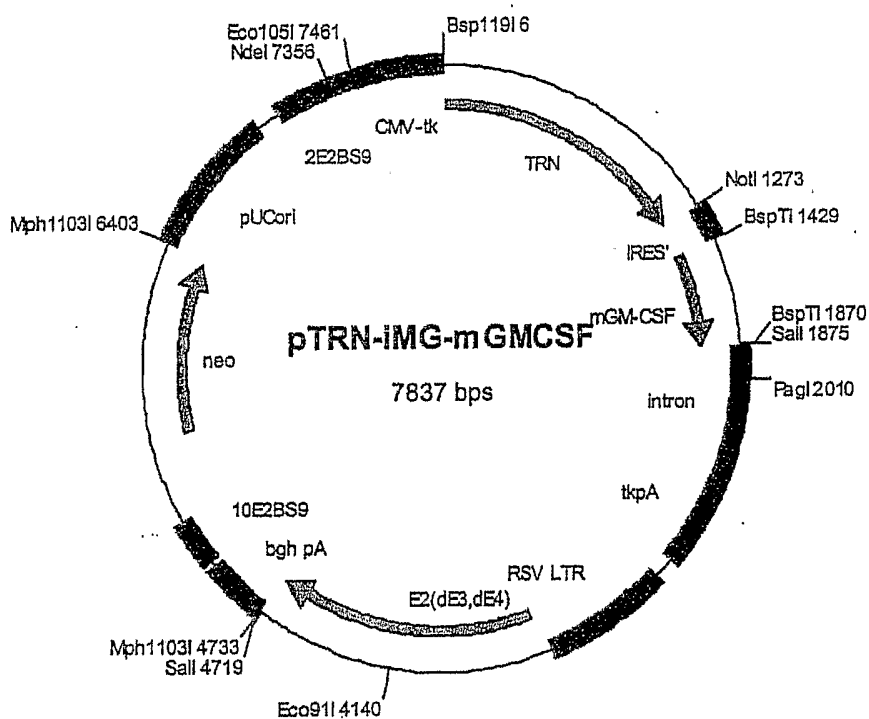 Eco105I 7461
NdeI 7356
Bsp119I 6
CMV-tk
2E2BS9
TRN
NotI 1273
BspTI 1429
Mph1103I 6403
pUCori
IRES'
mGM-CSF
BspTI 1870
SalI 1875
pTRN-iMG-mGMCSF
neo
7837 bps
PagI 2010
intron
tkpA
10E2BS9
bgh pA
RSV LTR
E2(dE3,dE4)
Mph1103I 4733
SalI 4719
Eco91I 4140